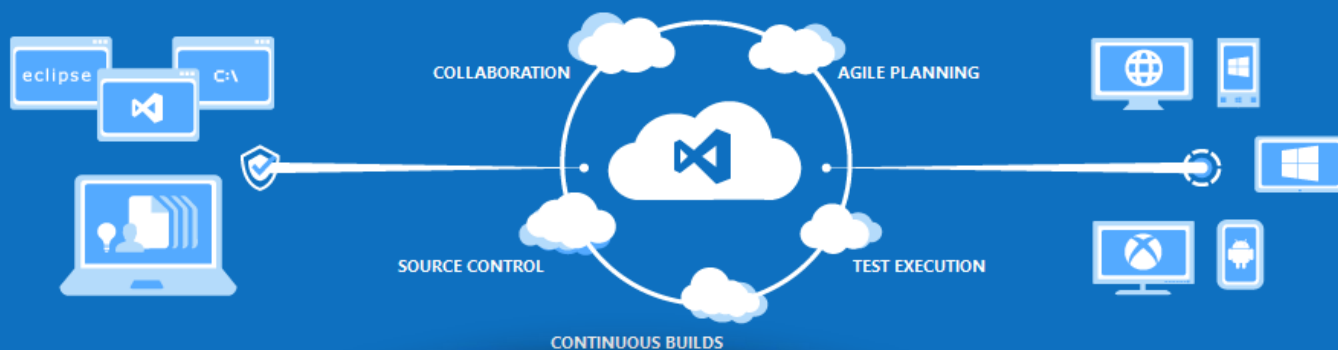 eclipse
C:\
COLLABORATION
AGILE PLANNING
SOURCE CONTROL
TEST EXECUTION
CONTINUOUS BUILDS